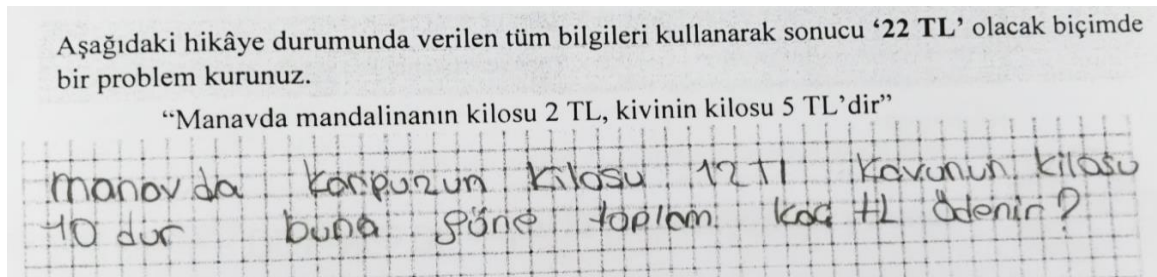 Aşağıdaki hikâye durumunda verilen tüm bilgileri kullanarak sonucu ‘22 TL’ olacak biçimde
bir problem kurunuz.
“Manavda mandalinanın kilosu 2 TL, kivinin kilosu 5 TL’dir”
manavda karpuzun kilosu 12 Tl kavunun kilosu
10 dur buna göne toplam kaç tL ödenir?